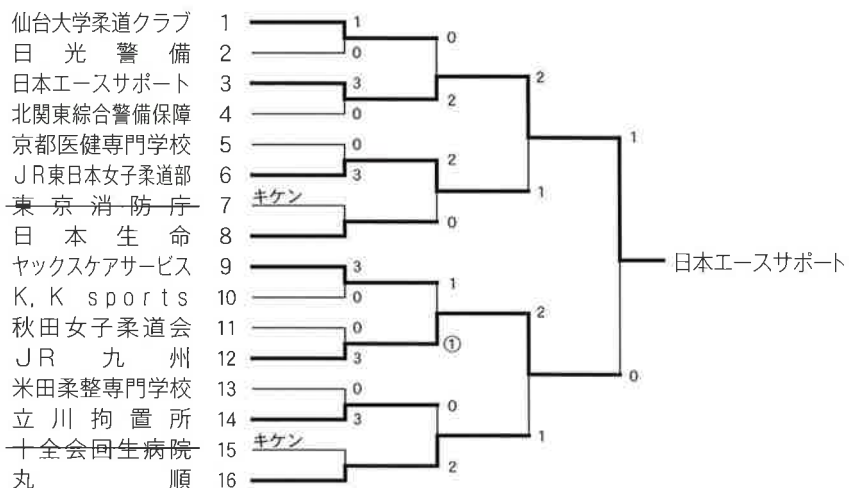 仙台大学柔道クラブ 1 1
日光警備 2 0
0
日本エースサポート 3 3
2
北関東綜合警備保障 4 0
2
京都医健専門学校 5 0
JR東日本女子柔道部 6 3
2
東京消防庁 7 キケン
1
日本生命 8
0
1
ヤックスケアサービス 9 3
日本エースサポート
K.K sports 10 0
1
秋田女子柔道会 11 0
2
JR九州 12 3
①
米田柔整専門学校 13 0
0
立川拘置所 14 3
0
十全会回生病院 15 キケン
1
丸順 16
2